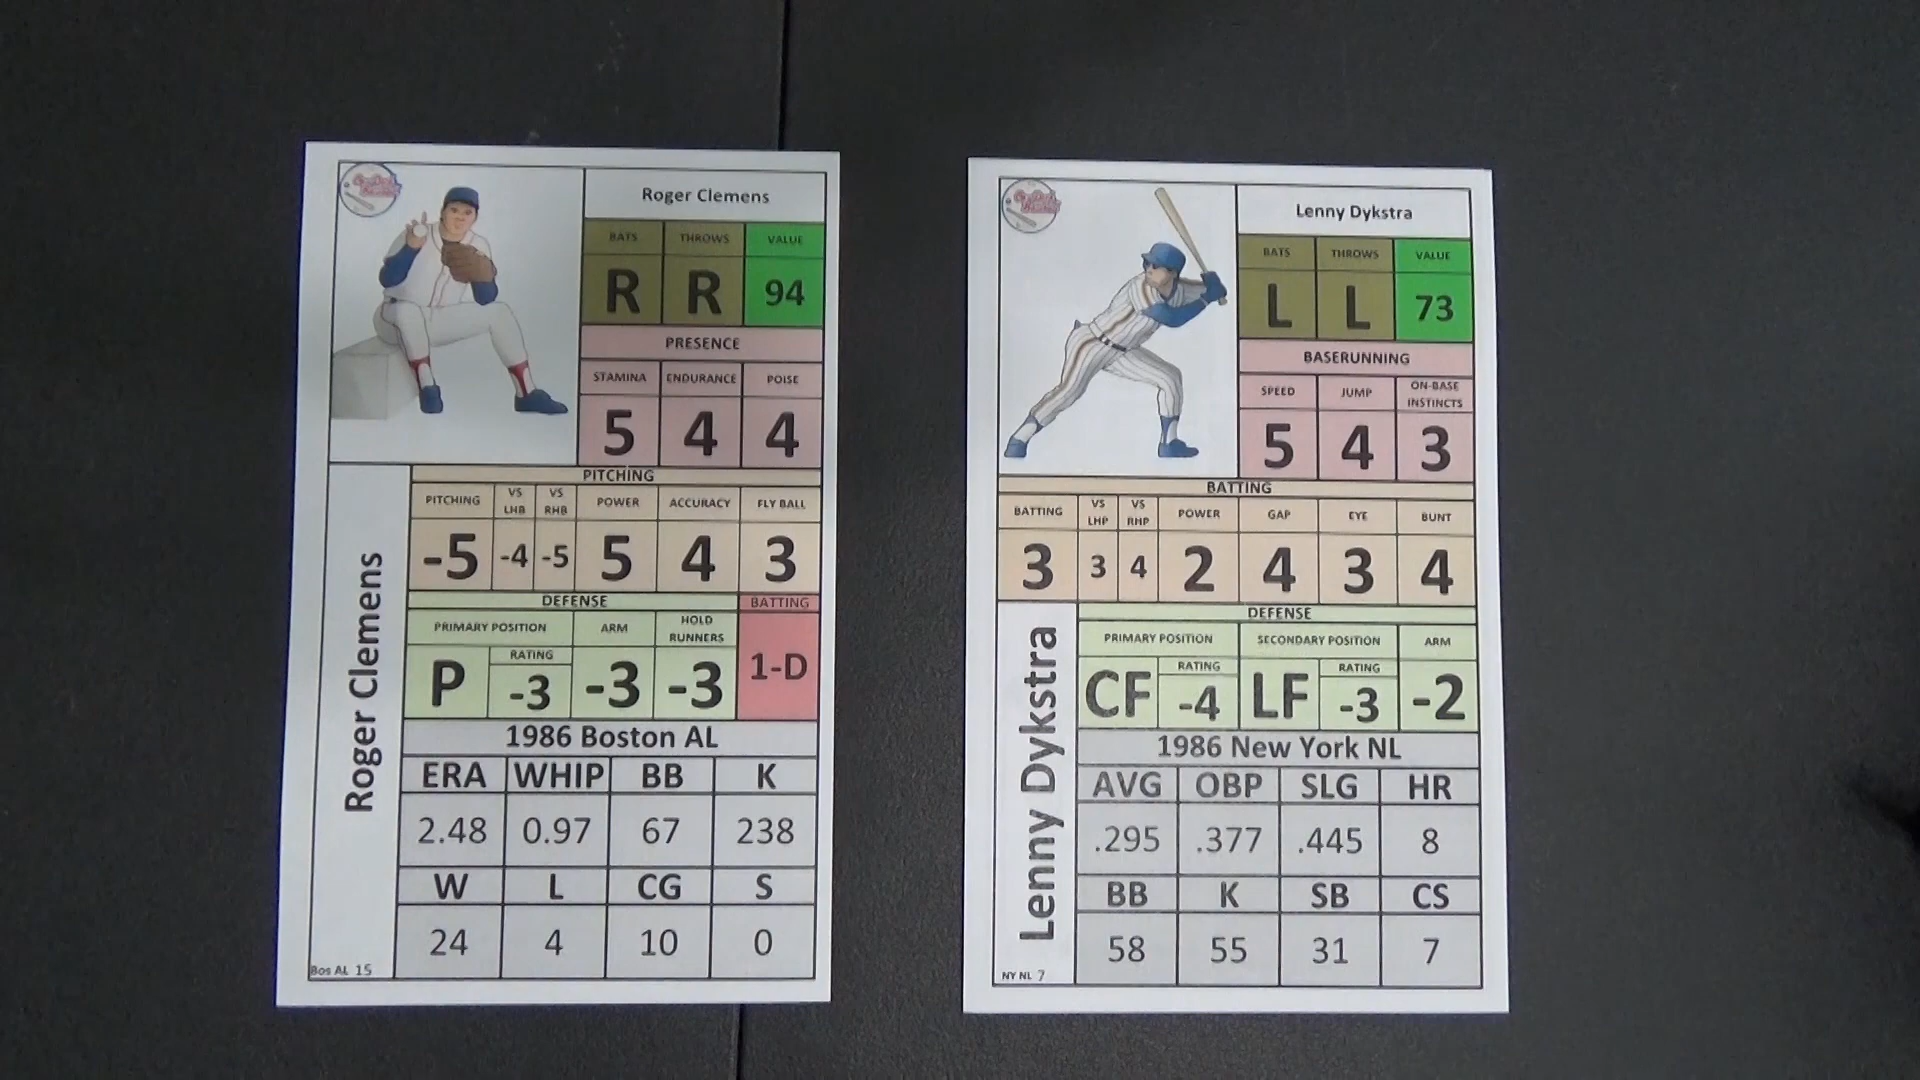 Roger Clemens
BATS THROWS VALUE
R R 94
PRESENCE
STAMINA ENDURANCE POISE
5 4 4
PITCHING
PITCHING VS LHB VS RHB POWER ACCURACY FLY BALL
-5 -4 -5 5 4 3
DEFENSE BATTING
PRIMARY POSITION ARM HOLD RUNNERS
RATING
P -3 -3 -3 1-D
Roger Clemens
1986 Boston AL
ERA WHIP BB K
2.48 0.97 67 238
W L CG S
24 4 10 0
Bos AL 15
Lenny Dykstra
BATS THROWS VALUE
L L 73
BASERUNNING
SPEED JUMP ON-BASE INSTINCTS
5 4 3
BATTING
BATTING VS LHP VS RHP POWER GAP EYE BUNT
3 3 4 2 4 3 4
DEFENSE
PRIMARY POSITION SECONDARY POSITION ARM
RATING RATING
CF -4 LF -3 -2
Lenny Dykstra
1986 New York NL
AVG OBP SLG HR
.295 .377 .445 8
BB K SB CS
58 55 31 7
NY NL 7